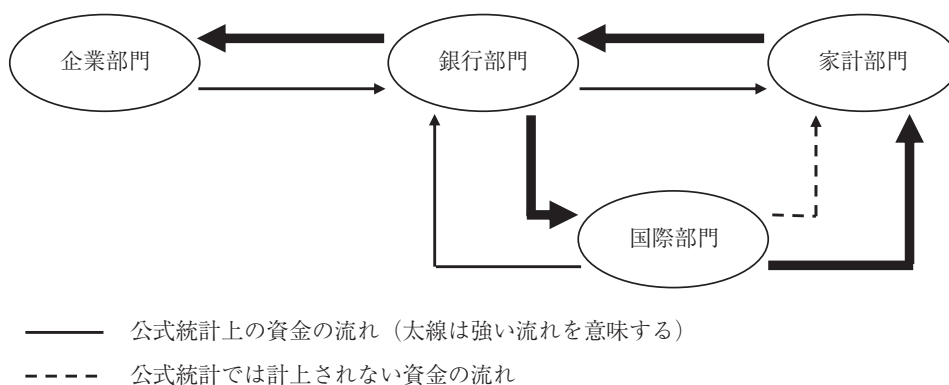 企業部門
銀行部門
家計部門
国際部門
公式統計上の資金の流れ（太線は強い流れを意味する）
公式統計では計上されない資金の流れ